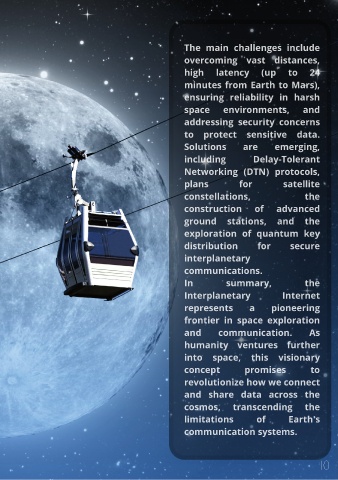 The main challenges include
overcoming vast distances,
high latency (up to 24
minutes from Earth to Mars),
ensuring reliability in harsh
space environments, and
addressing security concerns
to protect sensitive data.
Solutions are emerging,
including Delay-Tolerant
Networking (DTN) protocols,
plans for satellite
constellations, the
construction of advanced
ground stations, and the
exploration of quantum key
distribution for secure
interplanetary
communications.
In summary, the
Interplanetary Internet
represents a pioneering
frontier in space exploration
and communication. As
humanity ventures further
into space, this visionary
concept promises to
revolutionize how we connect
and share data across the
cosmos, transcending the
limitations of Earth's
communication systems.
10